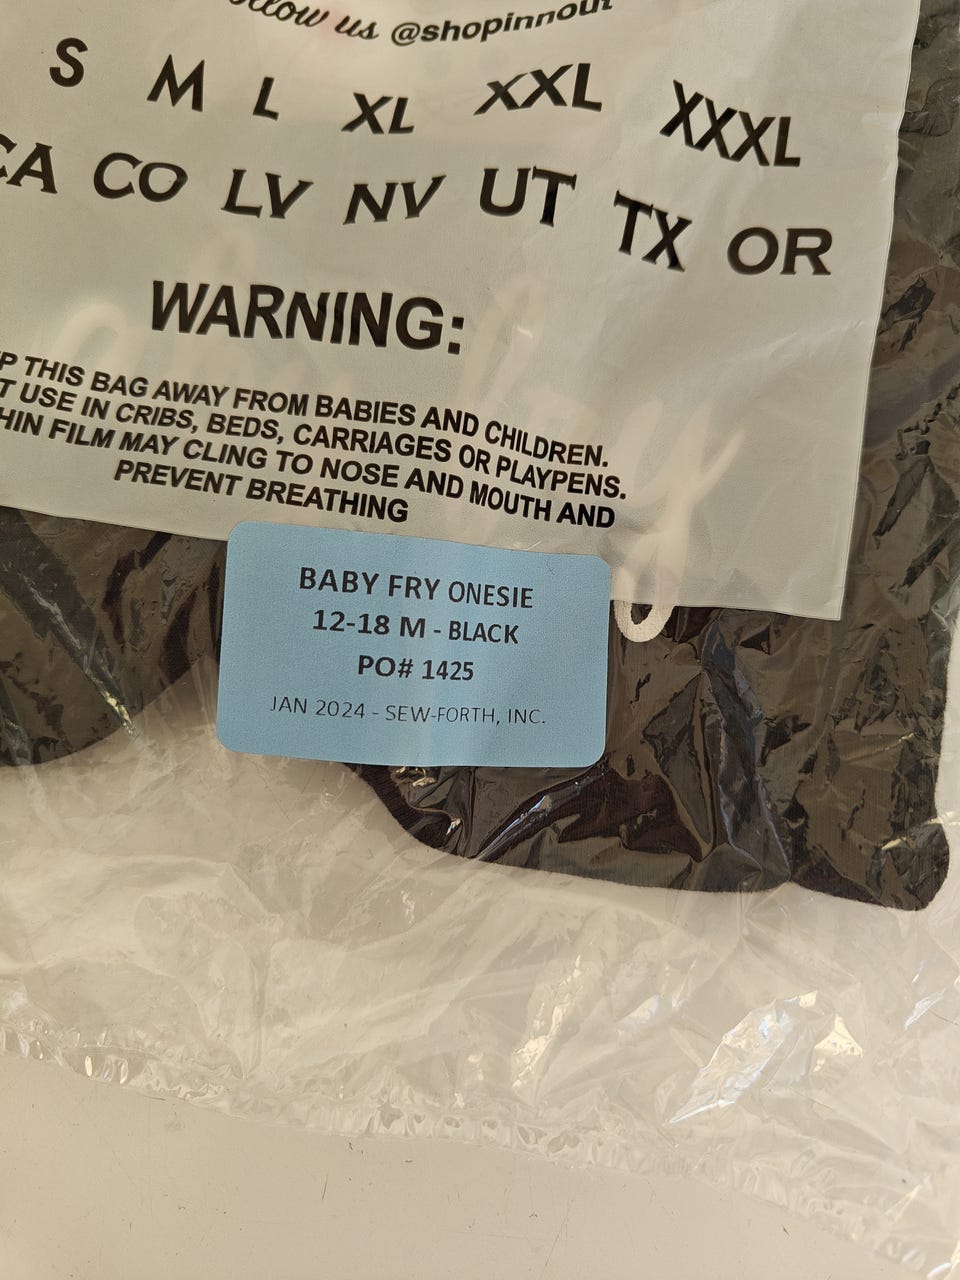 us @shopinnout
S M L XL XXL XXXL
CA CO LV NV UT TX OR
WARNING:
THIS BAG AWAY FROM BABIES AND CHILDREN.
USE IN CRIBS, BEDS, CARRIAGES OR PLAYPENS.
FILM MAY CLING TO NOSE AND MOUTH AND
PREVENT BREATHING
BABY FRY ONESIE
12-18 M - BLACK
PO# 1425
JAN 2024 - SEW-FORTH, INC.